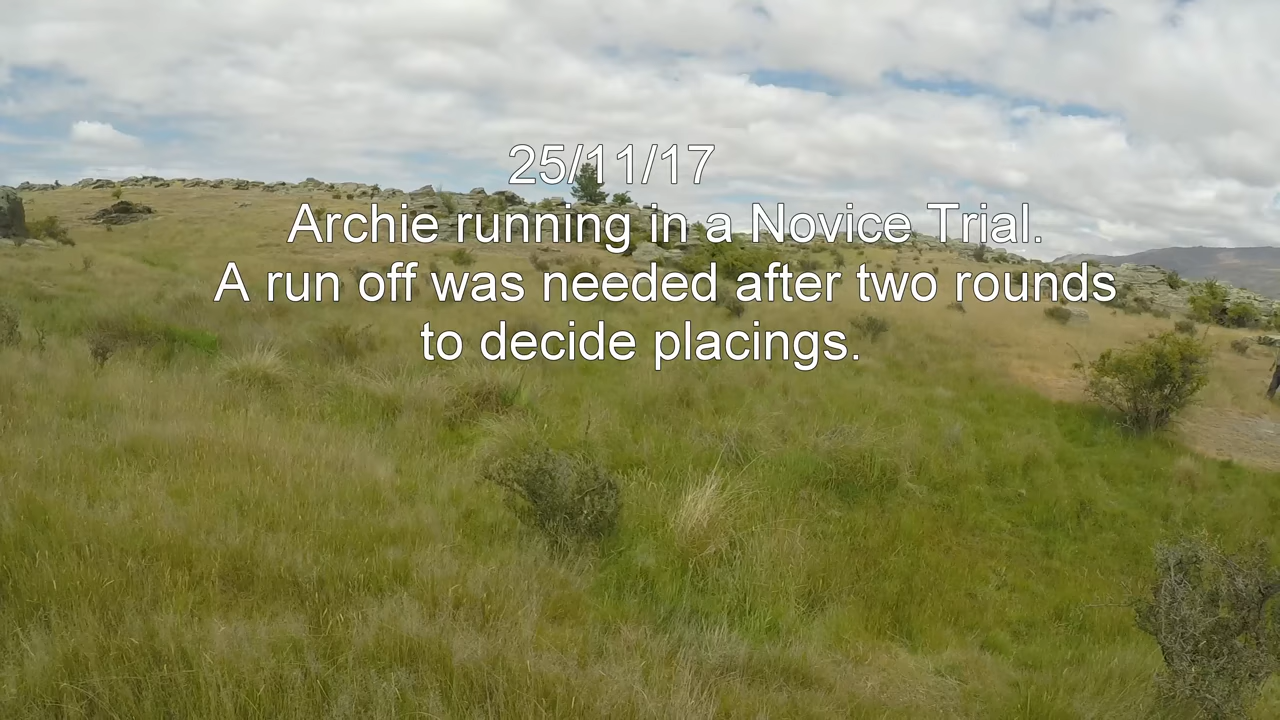 25/11/17
Archie running in a Novice Trial.
A run off was needed after two rounds
to decide placings.